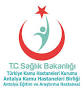 T.C. Sağlık Bakanlığı
Türkiye Kamu Hastaneleri Kurumu
Antalya Kamu Hastaneleri Birliği
Antalya Eğitim ve Araştırma Hastanesi